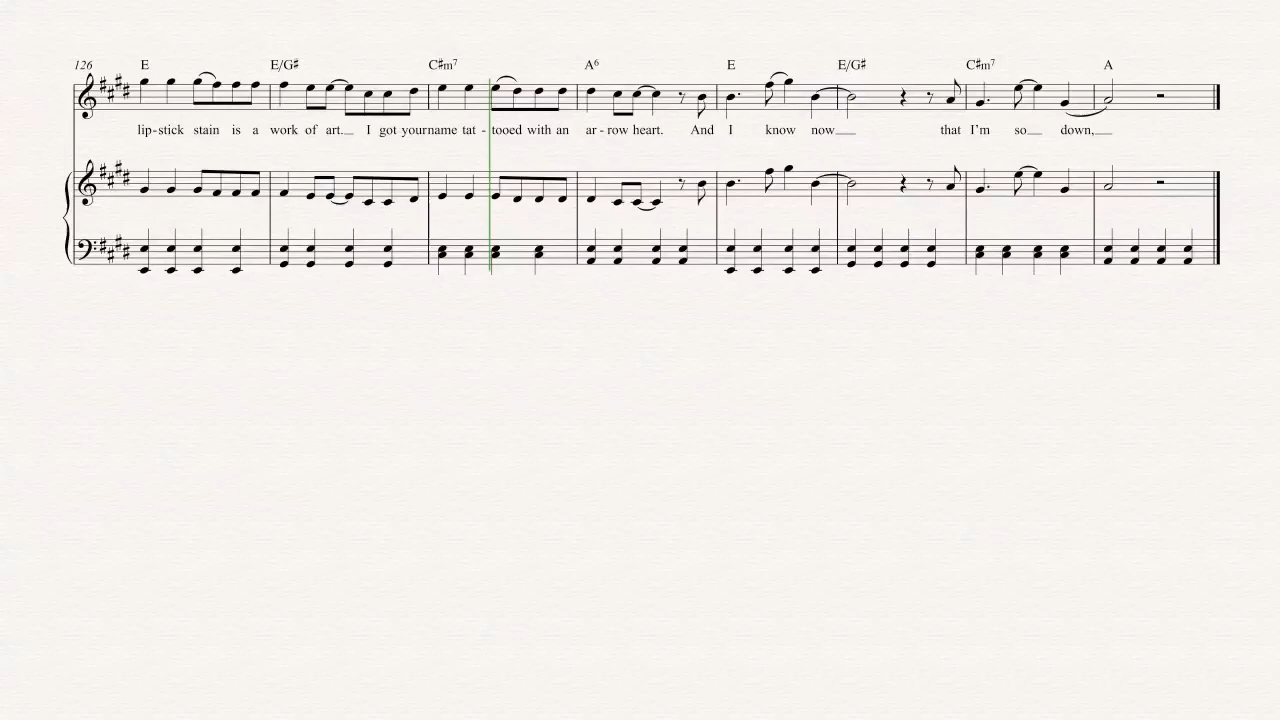 126 E E/G♯ C♯m7 A6 E E/G♯ C♯m7 A
lip-stick stain is a work of art. I got your name tat - tooed with an ar - row heart. And I know now that I'm so down,